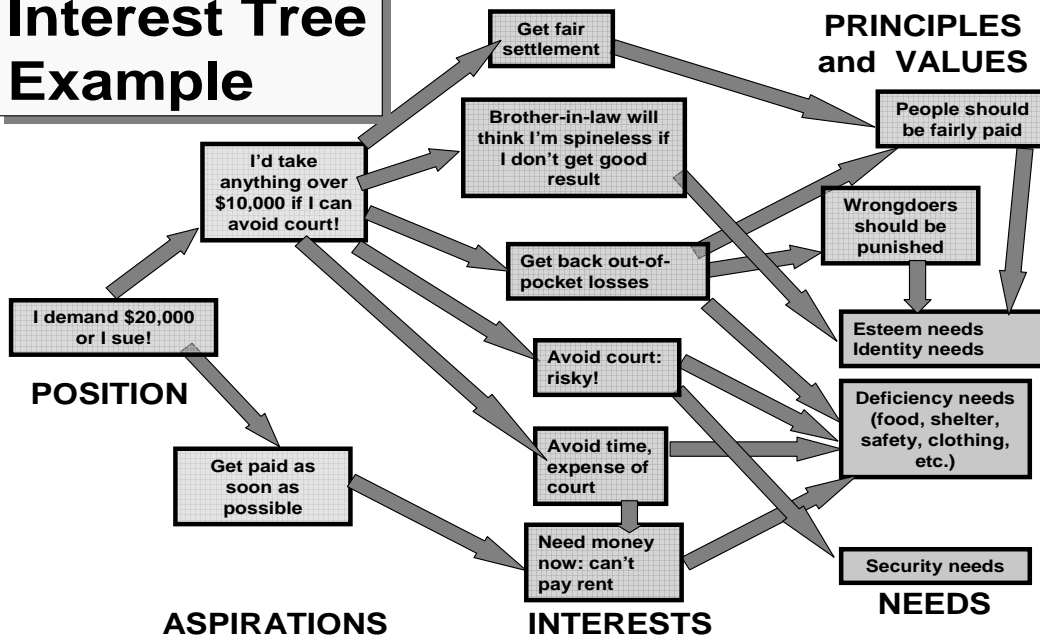 Interest Tree
Example
Get fair
settlement
PRINCIPLES
and VALUES
People should
be fairly paid
Brother-in-law will
think I'm spineless if
I don't get good
result
I'd take
anything over
$10,000 if I can
avoid court!
Wrongdoers
should be
punished
Get back out-of-
pocket losses
I demand $20,000
or I sue!
Esteem needs
Identity needs
Avoid court:
risky!
POSITION
Deficiency needs
(food, shelter,
safety, clothing,
etc.)
Avoid time,
expense of
court
Get paid as
soon as
possible
Need money
now: can't
pay rent
Security needs
NEEDS
ASPIRATIONS
INTERESTS